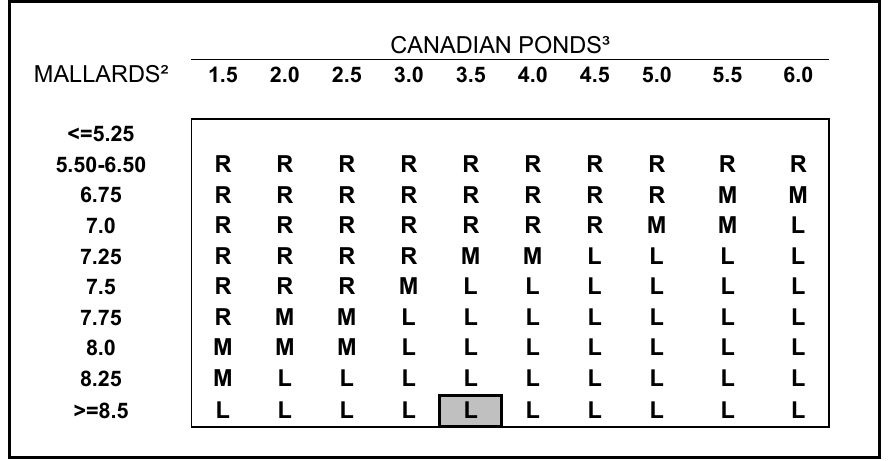 CANADIAN PONDS³
MALLARDS² 1.5 2.0 2.5 3.0 3.5 4.0 4.5 5.0 5.5 6.0
<=5.25
5.50-6.50 R R R R R R R R R R
6.75 R R R R R R R R M M
7.0 R R R R R R R M M L
7.25 R R R R M M L L L L
7.5 R R R M L L L L L L
7.75 R M M L L L L L L L
8.0 M M M L L L L L L L
8.25 M L L L L L L L L L
>=8.5 L L L L L L L L L L